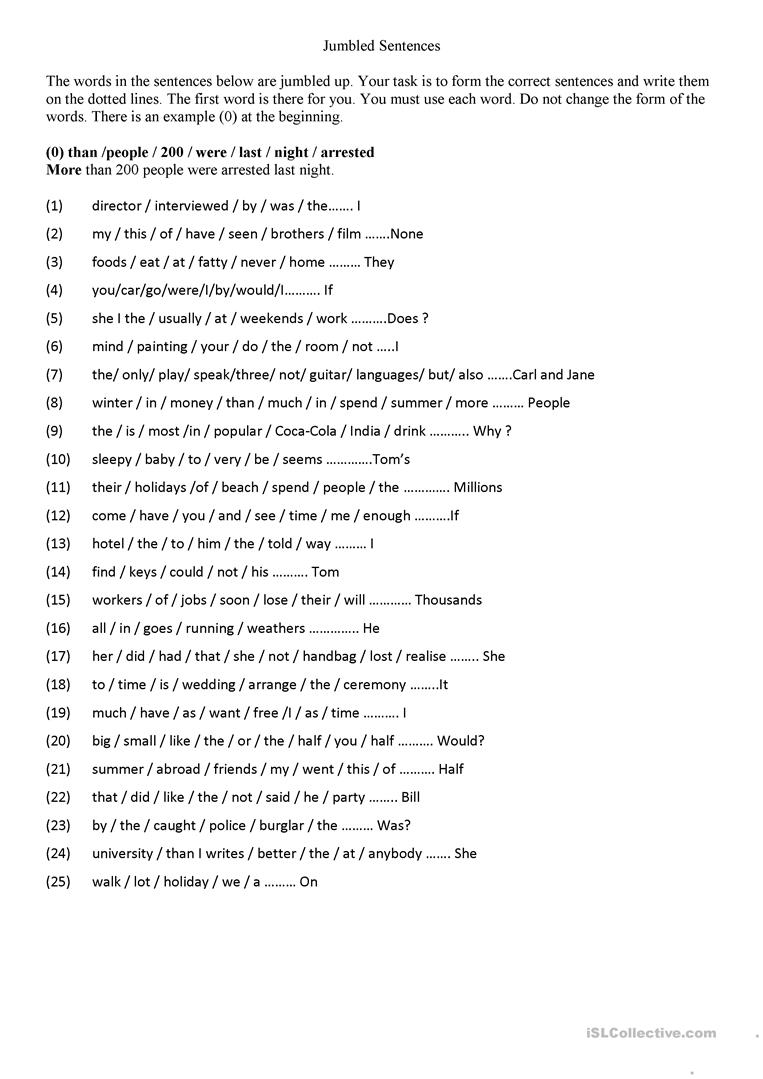 Jumbled Sentences
The words in the sentences below are jumbled up. Your task is to form the correct sentences and write them
on the dotted lines. The first word is there for you. You must use each word. Do not change the form of the
words. There is an example (0) at the beginning.
(0) than /people / 200 / were / last / night / arrested
More than 200 people were arrested last night.
(1) director / interviewed / by / was / the……. I
(2) my / this / of / have / seen / brothers / film …….None
(3) foods / eat / at / fatty / never / home ……… They
(4) you/car/go/were/I/by/would/I………. If
(5) she I the / usually / at / weekends / work ……….Does ?
(6) mind / painting / your / do / the / room / not …..I
(7) the/ only/ play/ speak/three/ not/ guitar/ languages/ but/ also …….Carl and Jane
(8) winter / in / money / than / much / in / spend / summer / more ……… People
(9) the / is / most /in / popular / Coca-Cola / India / drink ……….. Why ?
(10) sleepy / baby / to / very / be / seems ………….Tom’s
(11) their / holidays /of / beach / spend / people / the …………. Millions
(12) come / have / you / and / see / time / me / enough ……….If
(13) hotel / the / to / him / the / told / way ……… I
(14) find / keys / could / not / his ………. Tom
(15) workers / of / jobs / soon / lose / their / will ………… Thousands
(16) all / in / goes / running / weathers ………….. He
(17) her / did / had / that / she / not / handbag / lost / realise …….. She
(18) to / time / is / wedding / arrange / the / ceremony ……..It
(19) much / have / as / want / free /I / as / time ………. I
(20) big / small / like / the / or / the / half / you / half ………. Would?
(21) summer / abroad / friends / my / went / this / of ………. Half
(22) that / did / like / the / not / said / he / party …….. Bill
(23) by / the / caught / police / burglar / the ……… Was?
(24) university / than I writes / better / the / at / anybody ……. She
(25) walk / lot / holiday / we / a ……… On
iSLCollective.com